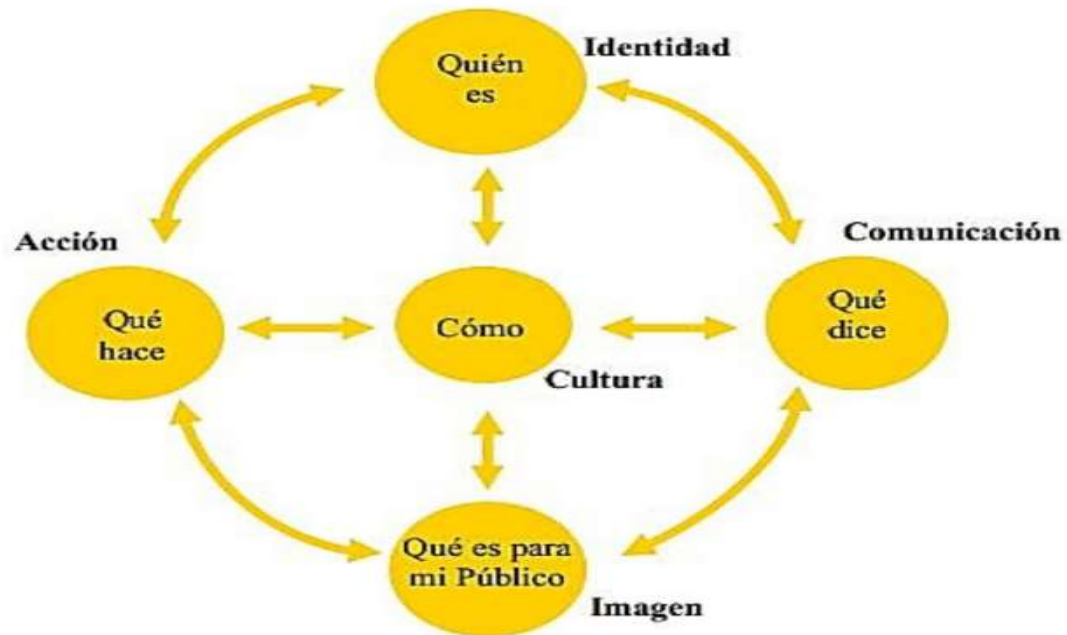 Identidad
Quién
es
Acción
Comunicación
Qué
hace
Cómo
Qué
dice
Cultura
Qué es para
mi Público
Imagen